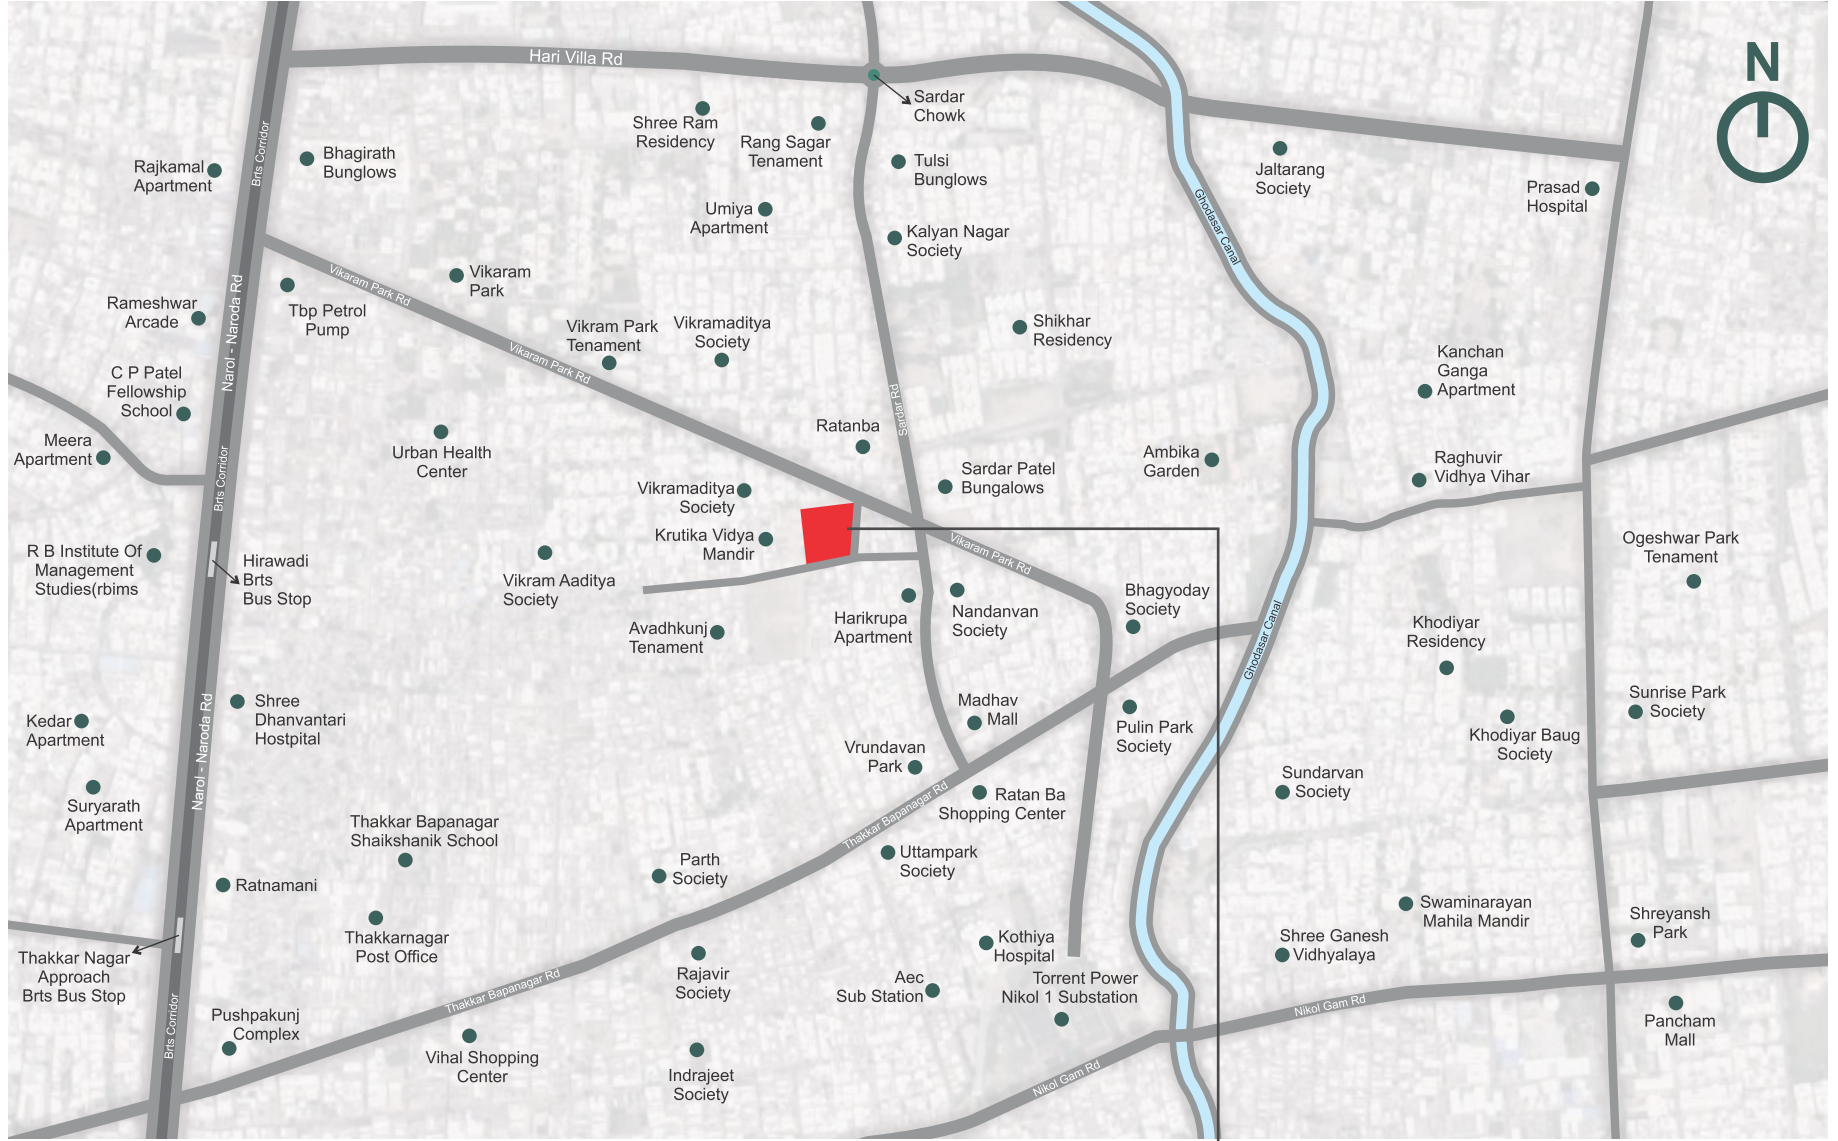 Hari Villa Rd
N
Sardar
Chowk
Shree Ram
Residency
Rang Sagar
Tenament
Brts Corridor
Bhagirath
Bunglows
Rajkamal
Apartment
Tulsi
Bunglows
Jaltarang
Society
Prasad
Hospital
Umiya
Apartment
Kalyan Nagar
Society
Ghodasar Canal
Vikaram Park Rd
Vikaram
Park
Rameshwar
Arcade
Narol - Naroda Rd
Tbp Petrol
Pump
Vikram Park
Tenament
Vikramaditya
Society
Shikhar
Residency
Vikaram Park Rd
Kanchan
Ganga
Apartment
C P Patel
Fellowship
School
Sardar Rd
Ratanba
Meera
Apartment
Brts Corridor
Urban Health
Center
Ambika
Garden
Raghuvir
Vidhya Vihar
Sardar Patel
Bungalows
Vikramaditya
Society
Krutika Vidya
Mandir
Vikaram Park Rd
Ogeshwar Park
Tenament
R B Institute Of
Management
Studies(rbims
Hirawadi
Brts
Bus Stop
Vikram Aaditya
Society
Bhagyoday
Society
Harikrupa
Apartment
Nandanvan
Society
Avadhkunj
Tenament
Ghodasar Canal
Khodiyar
Residency
Shree
Dhanvantari
Hostpital
Kedar
Apartment
Narol - Naroda Rd
Madhav
Mall
Pulin Park
Society
Sunrise Park
Society
Khodiyar Baug
Society
Vrundavan
Park
Sundarvan
Society
Suryarath
Apartment
Ratan Ba
Shopping Center
Thakkar Bapanagar Rd
Thakkar Bapanagar
Shaikshanik School
Uttampark
Society
Parth
Society
Ratnamani
Swaminarayan
Mahila Mandir
Shreyansh
Park
Thakkarnagar
Post Office
Kothiya
Hospital
Shree Ganesh
Vidhyalaya
Thakkar Nagar
Approach
Brts Bus Stop
Rajavir
Society
Aec
Sub Station
Torrent Power
Nikol 1 Substation
Thakkar Bapanagar Rd
Nikol Gam Rd
Pancham
Mall
Brts Corridor
Pushpakunj
Complex
Vihal Shopping
Center
Indrajeet
Society
Nikol Gam Rd